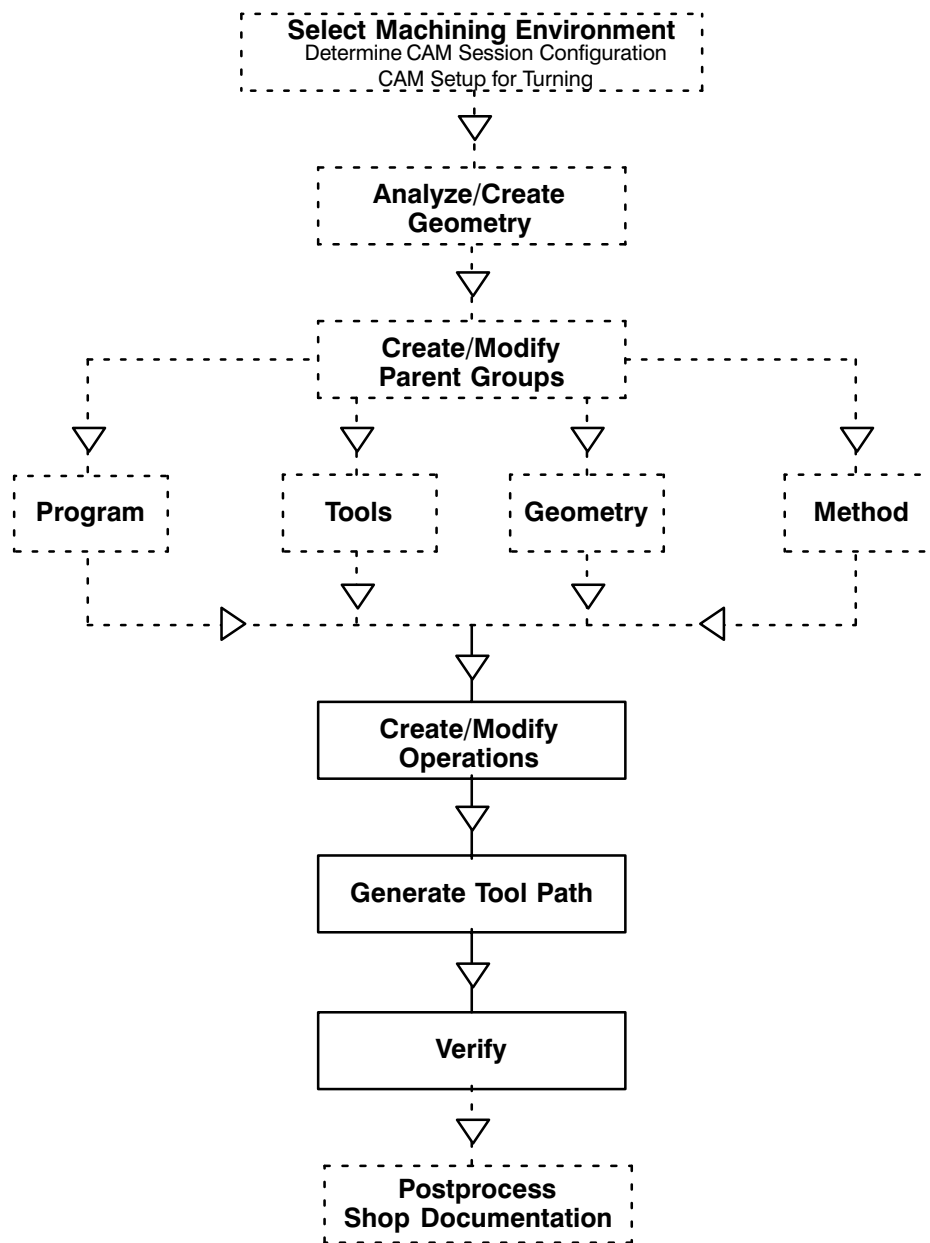 Select Machining Environment
Determine CAM Session Configuration
CAM Setup for Turning
Analyze/Create
Geometry
Create/Modify
Parent Groups
Program
Tools
Geometry
Method
Create/Modify
Operations
Generate Tool Path
Verify
Postprocess
Shop Documentation